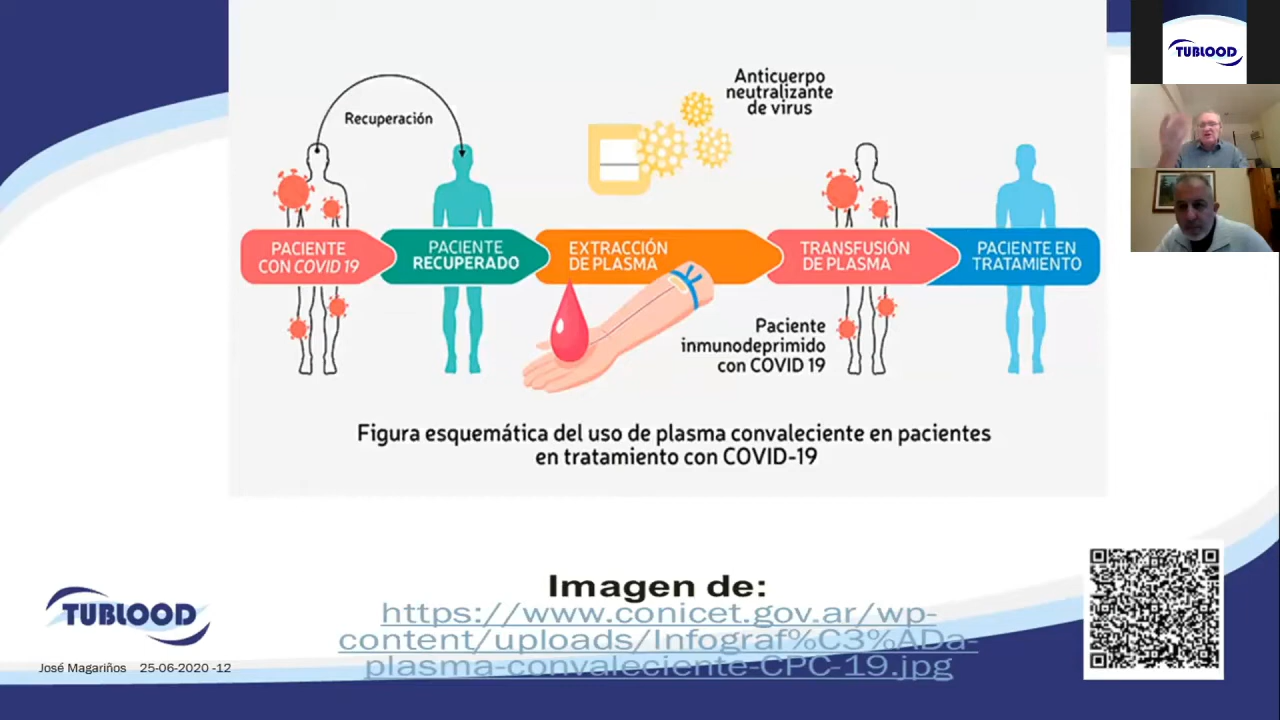 TUBLOOD
Anticuerpo
neutralizante
de virus
Recuperación
PACIENTE
CON COVID 19
PACIENTE
RECUPERADO
EXTRACCIÓN
DE PLASMA
TRANSFUSIÓN
DE PLASMA
PACIENTE EN
TRATAMIENTO
Paciente
inmunodeprimido
con COVID 19
Figura esquemática del uso de plasma convaleciente en pacientes
en tratamiento con COVID-19
Imagen de:
https://www.conicet.gov.ar/wp-
content/uploads/Infograf%C3%ADa-
plasma-convaleciente-CPC-19.jpg
TUBLOOD
José Magariños 25-06-2020 -12